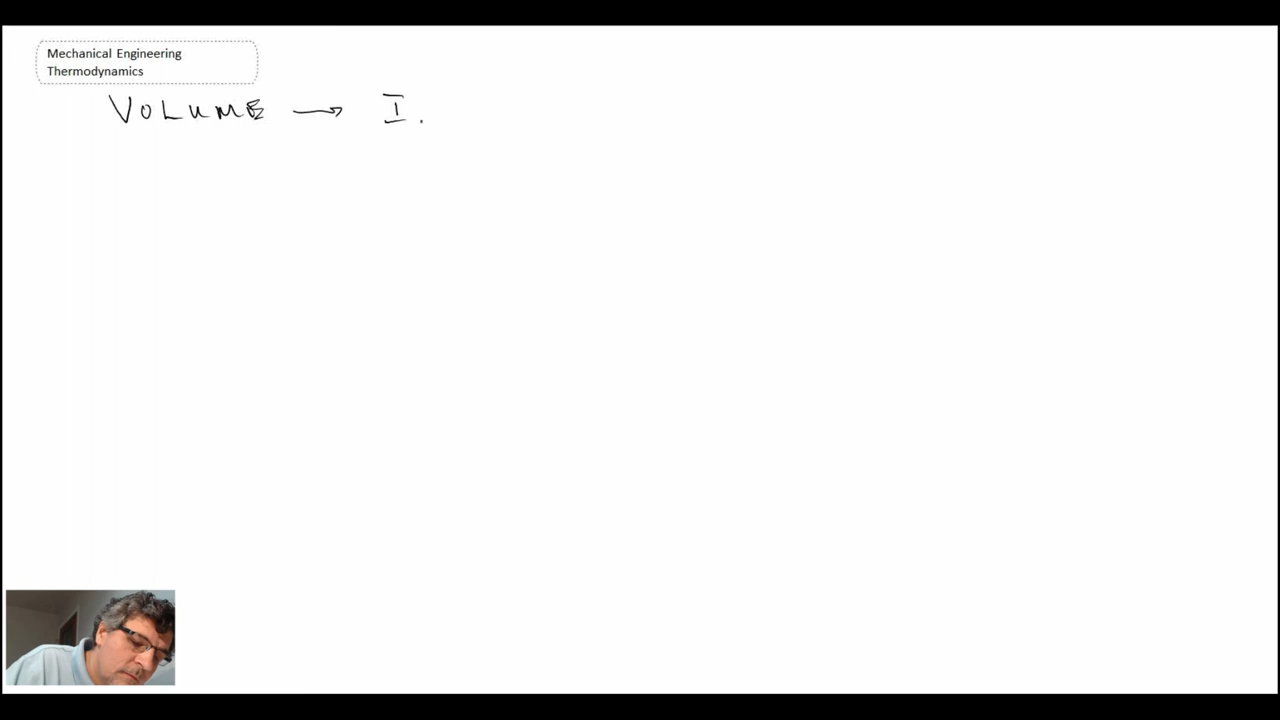 Mechanical Engineering
Thermodynamics
VOLUME → I.